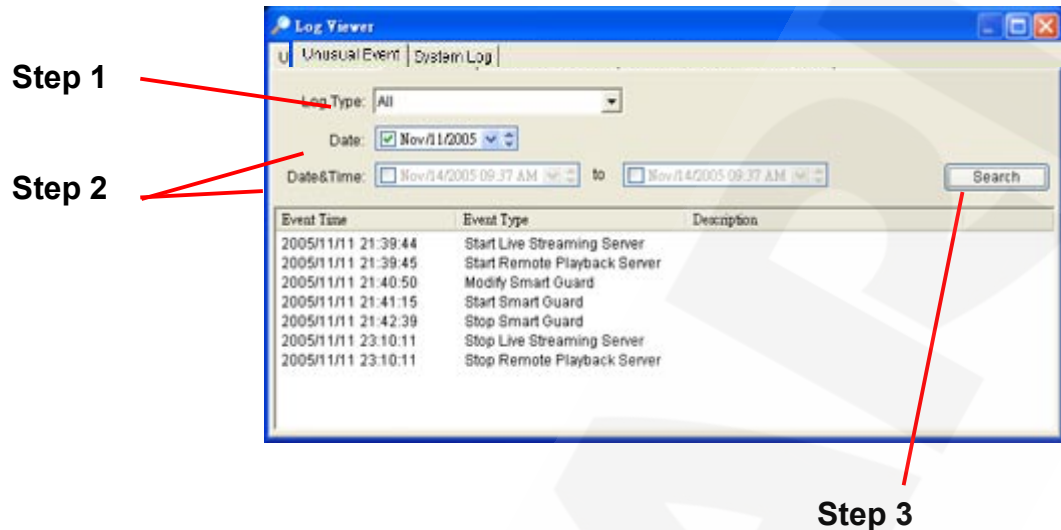 Log Viewer
U Unusual Event System Log
Step 1
Log Type: All
Date: Nov/11/2005
Step 2
Date&Time: Nov/14/2005 09:37 AM to Nov/14/2005 09:37 AM Search
Event Time Event Type Description
2005/11/11 21:39:44 Start Live Streaming Server
2005/11/11 21:39:45 Start Remote Playback Server
2005/11/11 21:40:50 Modify Smart Guard
2005/11/11 21:41:15 Start Smart Guard
2005/11/11 21:42:39 Stop Smart Guard
2005/11/11 23:10:11 Stop Live Streaming Server
2005/11/11 23:10:11 Stop Remote Playback Server
Step 3